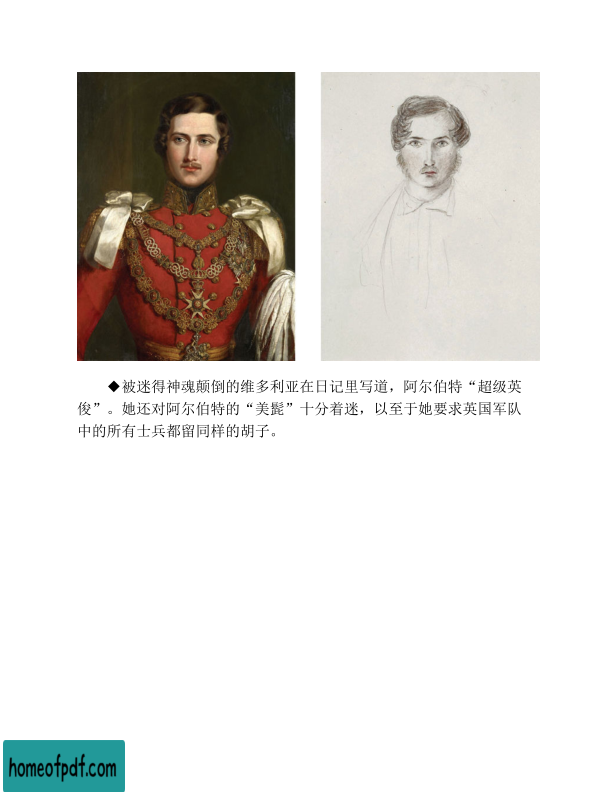 ◆被迷得神魂颠倒的维多利亚在日记里写道，阿尔伯特“超级英
俊”。她还对阿尔伯特的“美髭”十分着迷，以至于她要求英国军队
中的所有士兵都留同样的胡子。
homeofpdf.com